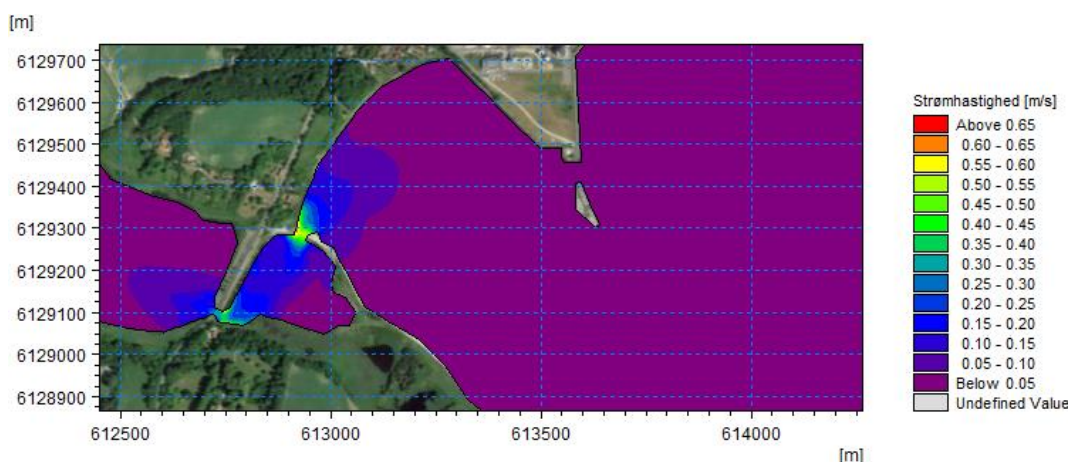 [m]
6129700
6129600
6129500
6129400
6129300
6129200
6129100
6129000
6128900
612500 613000 613500 614000
[m]
Strømhastighed [m/s]
Above 0.65
0.60 - 0.65
0.55 - 0.60
0.50 - 0.55
0.45 - 0.50
0.40 - 0.45
0.35 - 0.40
0.30 - 0.35
0.25 - 0.30
0.20 - 0.25
0.15 - 0.20
0.10 - 0.15
0.05 - 0.10
Below 0.05
Undefined Value